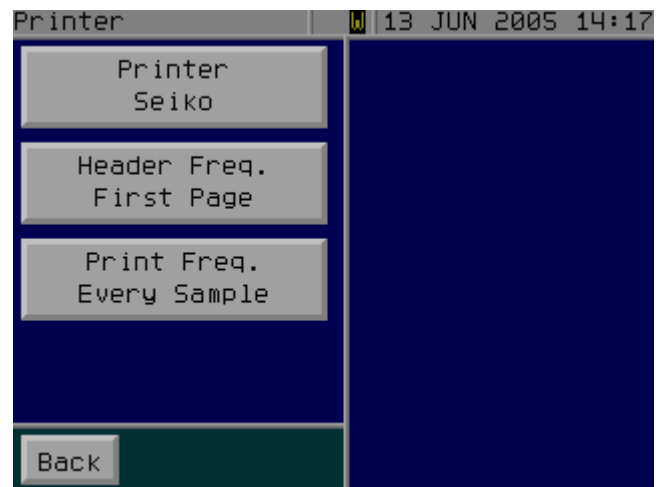 Printer W 13 JUN 2005 14:17
Printer
Seiko
Header Freq.
First Page
Print Freq.
Every Sample
Back